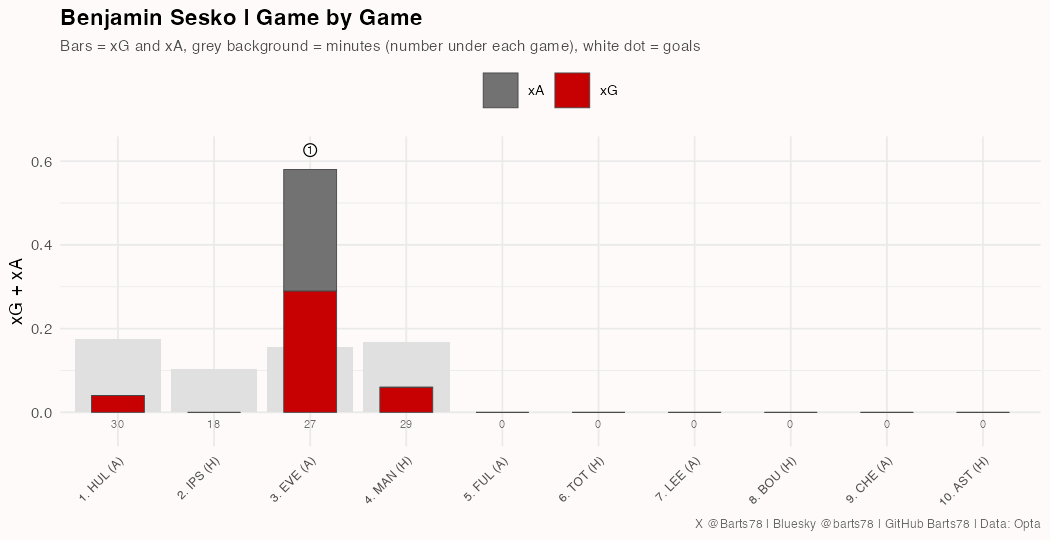 Benjamin Sesko | Game by Game
Bars = xG and xA, grey background = minutes (number under each game), white dot = goals
xA xG
xG + xA
0.6
0.4
0.2
0.0
1
30 18 27 29 0 0 0 0 0 0
1. HUL (A)
2. IPS (H)
3. EVE (A)
4. MAN (H)
5. FUL (A)
6. TOT (H)
7. LEE (A)
8. BOU (H)
9. CHE (A)
10. AST (H)
X @Barts78 | Bluesky @barts78 | GitHub Barts78 | Data: Opta